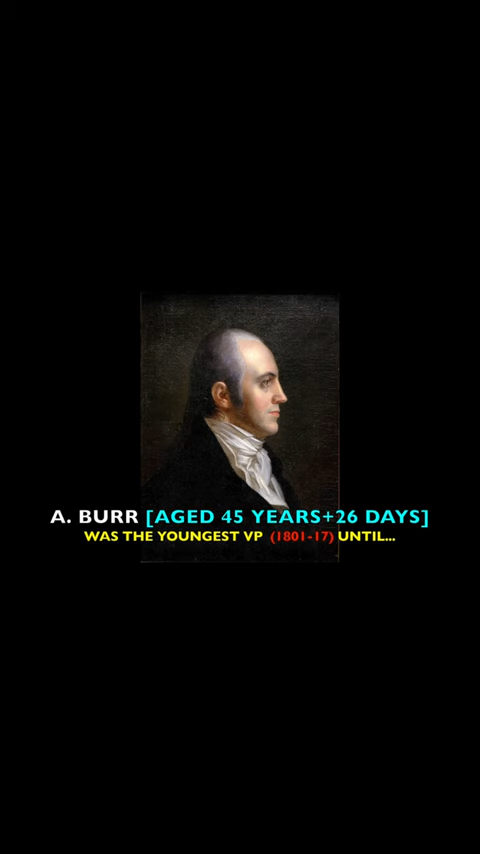 A. BURR [AGED 45 YEARS+26 DAYS]
WAS THE YOUNGEST VP (1801-17) UNTIL...